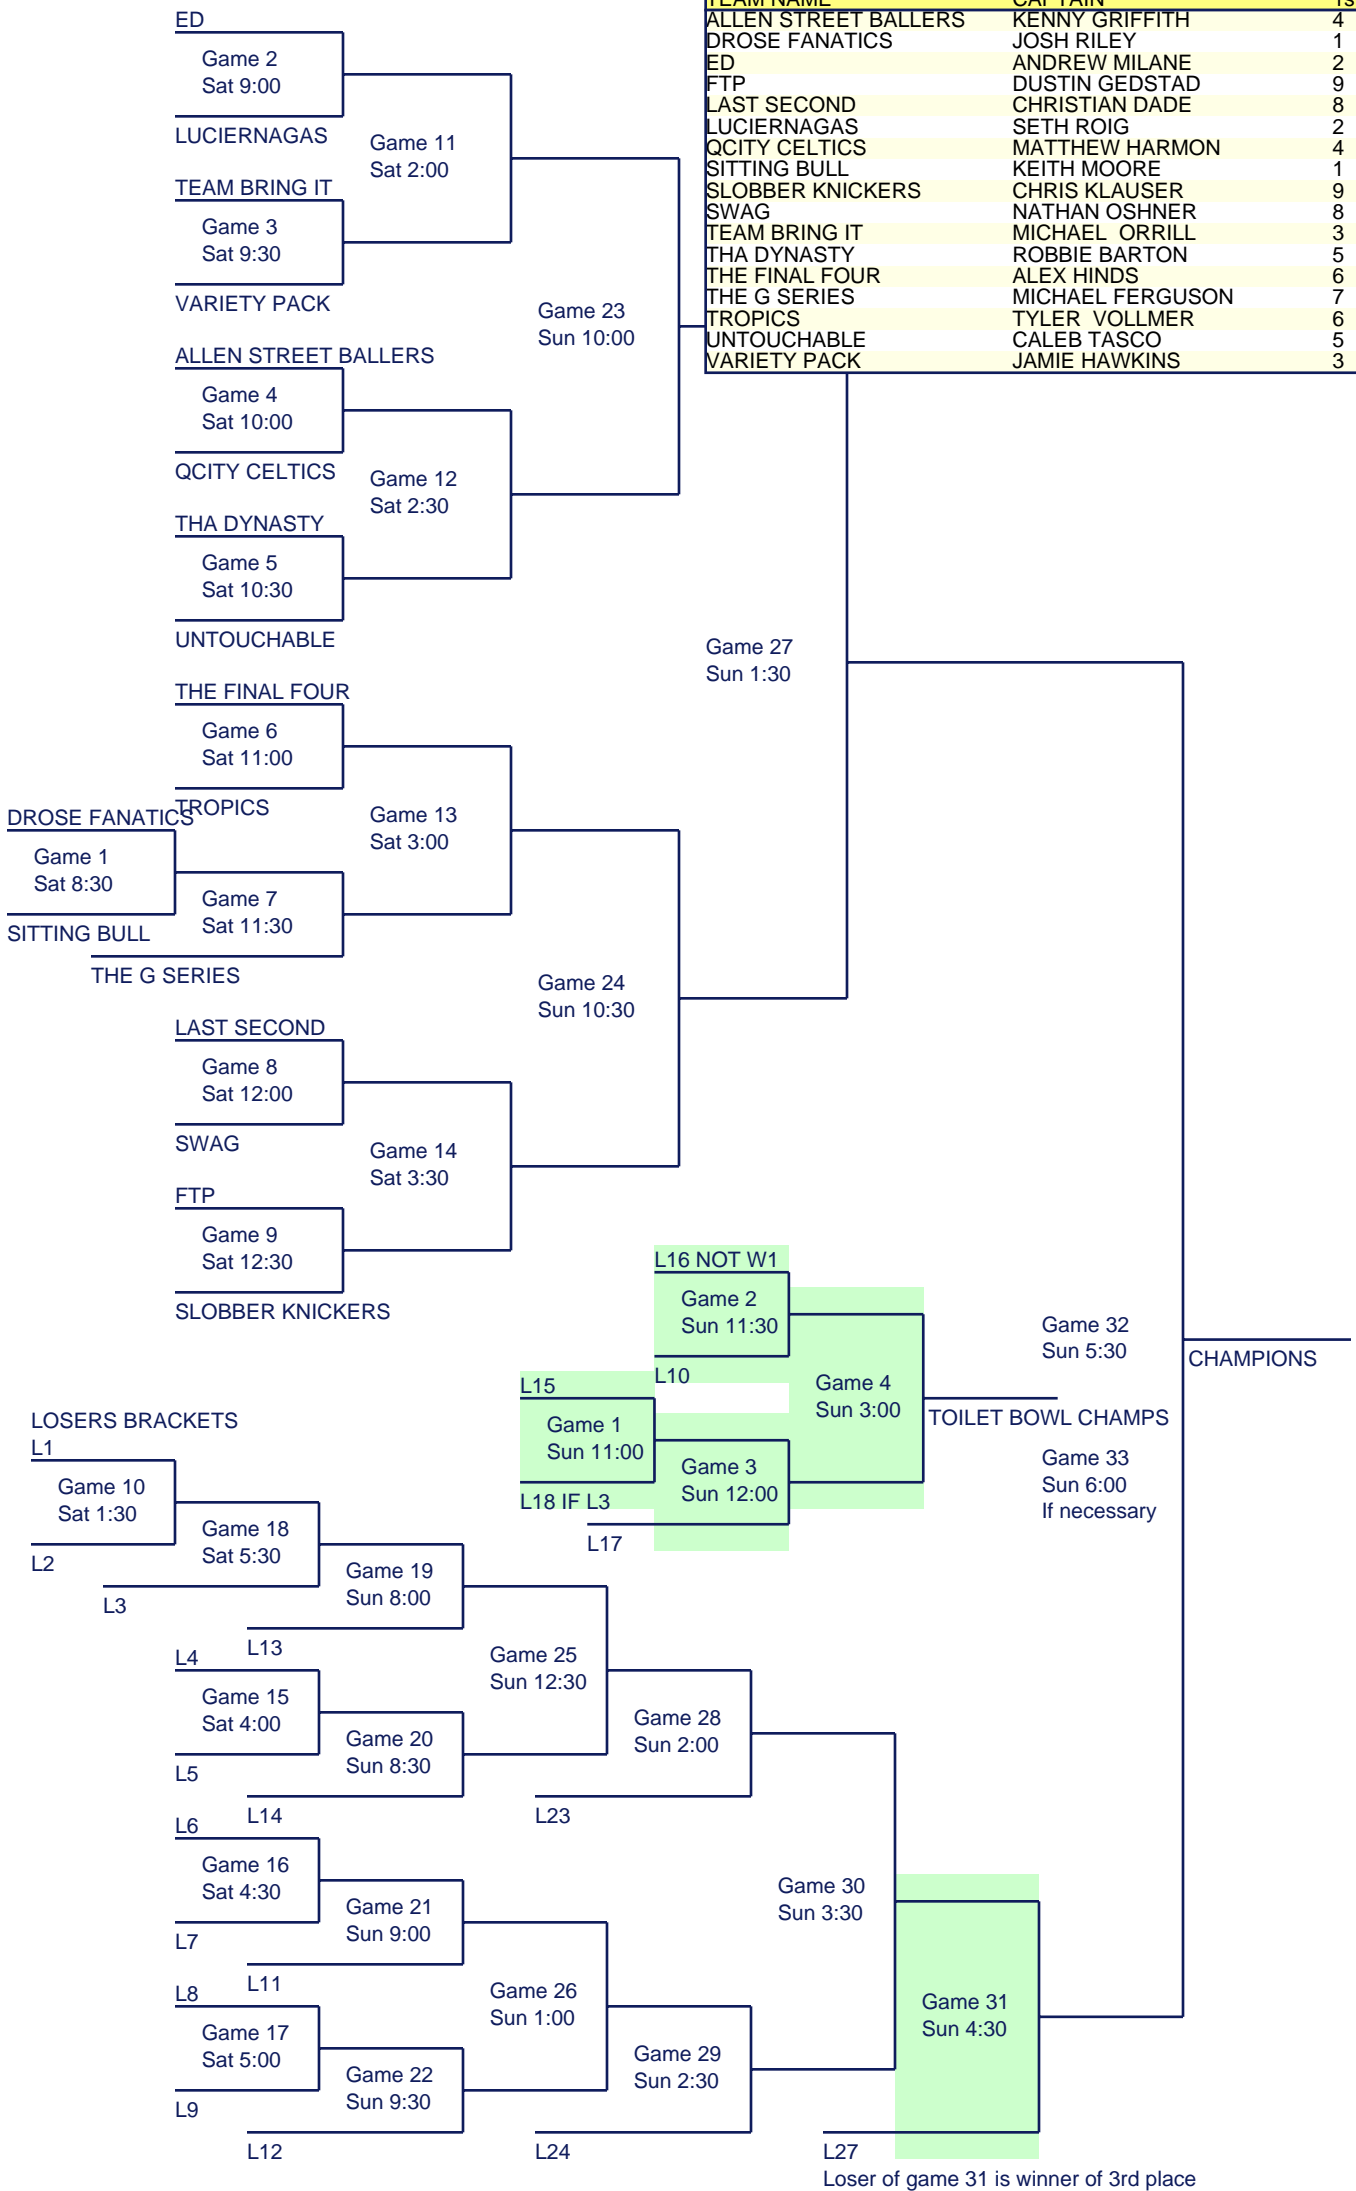 TEAM NAME CAPTAIN
ALLEN STREET BALLERS KENNY GRIFFITH 4
DROSE FANATICS JOSH RILEY 1
ED ANDREW MILANE 2
FTP DUSTIN GEDSTAD 9
LAST SECOND CHRISTIAN DADE 8
LUCIERNAGAS SETH ROIG 2
QCITY CELTICS MATTHEW HARMON 4
SITTING BULL KEITH MOORE 1
SLOBBER KNICKERS CHRIS KLAUSER 9
SWAG NATHAN OSHNER 8
TEAM BRING IT MICHAEL ORRILL 3
THA DYNASTY ROBBIE BARTON 5
THE FINAL FOUR ALEX HINDS 6
THE G SERIES MICHAEL FERGUSON 7
TROPICS TYLER VOLLMER 6
UNTOUCHABLE CALEB TASCO 5
VARIETY PACK JAMIE HAWKINS 3
ED
Game 2
Sat 9:00
LUCIERNAGAS
Game 11
Sat 2:00
TEAM BRING IT
Game 3
Sat 9:30
VARIETY PACK
Game 23
Sun 10:00
ALLEN STREET BALLERS
Game 4
Sat 10:00
QCITY CELTICS
Game 12
Sat 2:30
THA DYNASTY
Game 5
Sat 10:30
UNTOUCHABLE
Game 27
Sun 1:30
THE FINAL FOUR
Game 6
Sat 11:00
TROPICS
Game 13
Sat 3:00
DROSE FANATICS
Game 1
Sat 8:30
SITTING BULL
Game 7
Sat 11:30
THE G SERIES
Game 24
Sun 10:30
LAST SECOND
Game 8
Sat 12:00
SWAG
Game 14
Sat 3:30
FTP
Game 9
Sat 12:30
SLOBBER KNICKERS
L16 NOT W1
Game 2
Sun 11:30
L10
L15
Game 1
Sun 11:00
L18 IF L3
Game 3
Sun 12:00
L17
Game 4
Sun 3:00
TOILET BOWL CHAMPS
Game 32
Sun 5:30
CHAMPIONS
Game 33
Sun 6:00
If necessary
LOSERS BRACKETS
L1
Game 10
Sat 1:30
L2
Game 18
Sat 5:30
L3
Game 19
Sun 8:00
L13
L4
Game 15
Sat 4:00
L5
Game 20
Sun 8:30
L14
Game 25
Sun 12:30
Game 28
Sun 2:00
L23
L6
Game 16
Sat 4:30
L7
Game 21
Sun 9:00
L11
L8
Game 17
Sat 5:00
L9
Game 22
Sun 9:30
L12
Game 26
Sun 1:00
Game 29
Sun 2:30
L24
Game 30
Sun 3:30
Game 31
Sun 4:30
L27
Loser of game 31 is winner of 3rd place